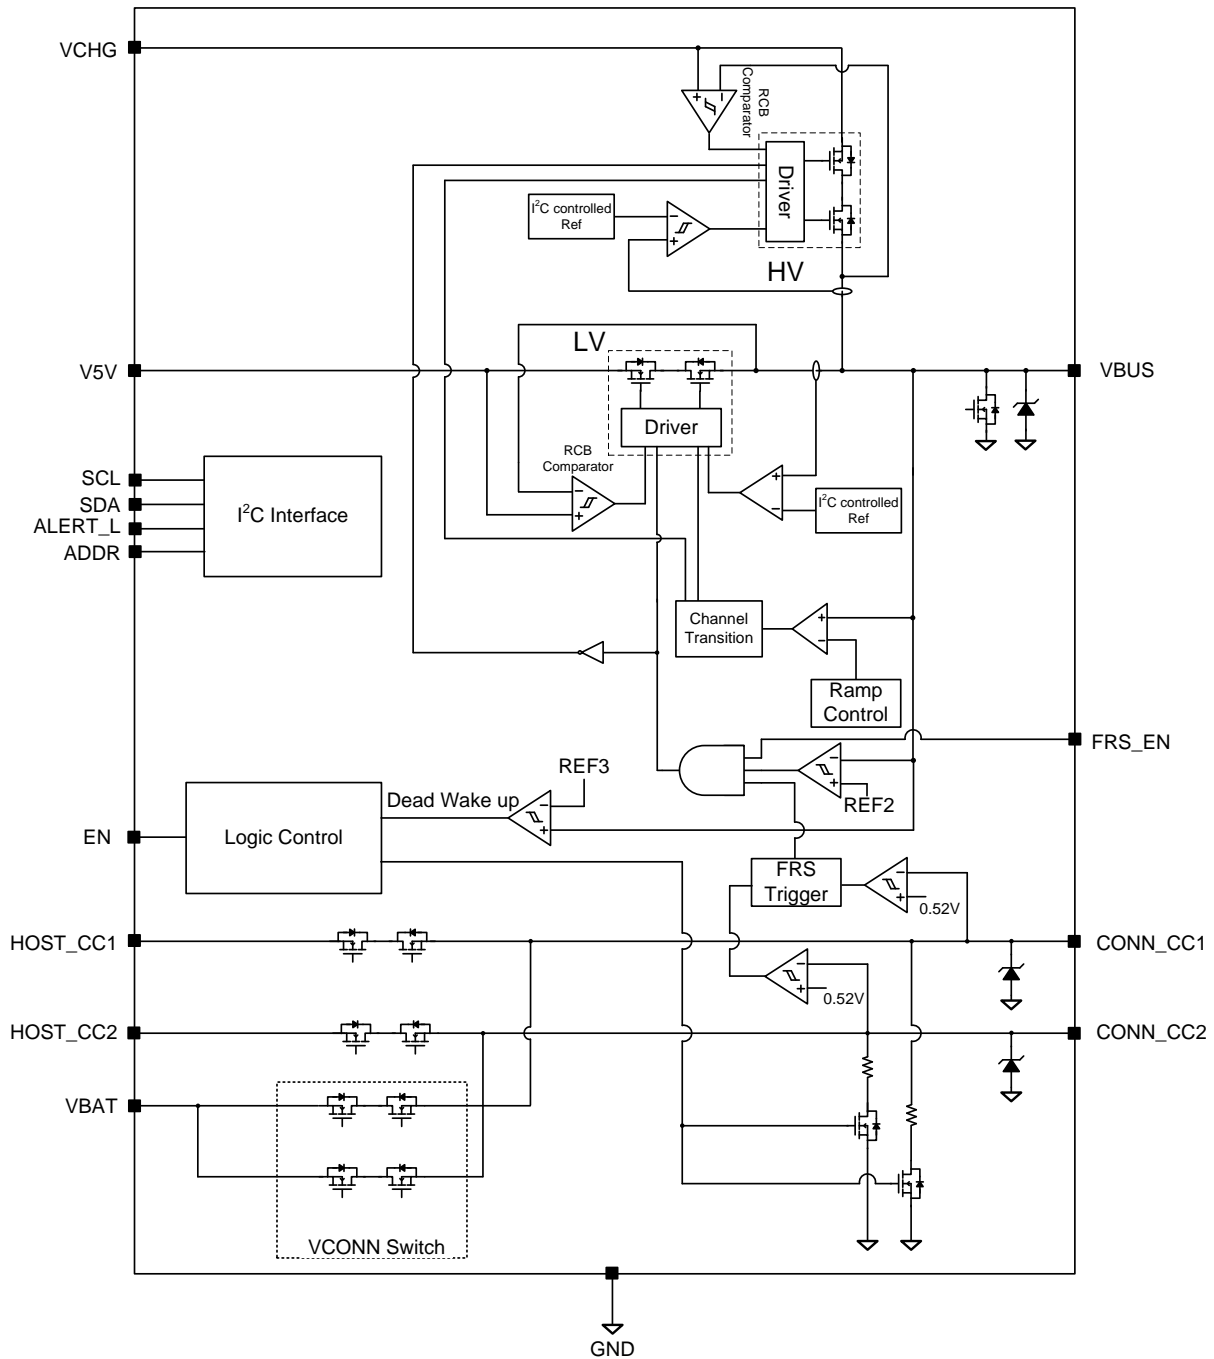 VCHG
+
−
RCB
Comparator
Driver
I²C controlled
Ref
−
+
HV
LV
V5V
VBUS
Driver
RCB
Comparator
−
+
+
−
I²C controlled
Ref
SCL
SDA
ALERT_L
ADDR
I²C Interface
Channel
Transition
+
−
Ramp
Control
FRS_EN
−
+
REF2
REF3
−
+
Dead Wake up
EN
Logic Control
FRS
Trigger
−
+
0.52V
HOST_CC1
CONN_CC1
−
+
0.52V
HOST_CC2
CONN_CC2
VBAT
VCONN Switch
GND